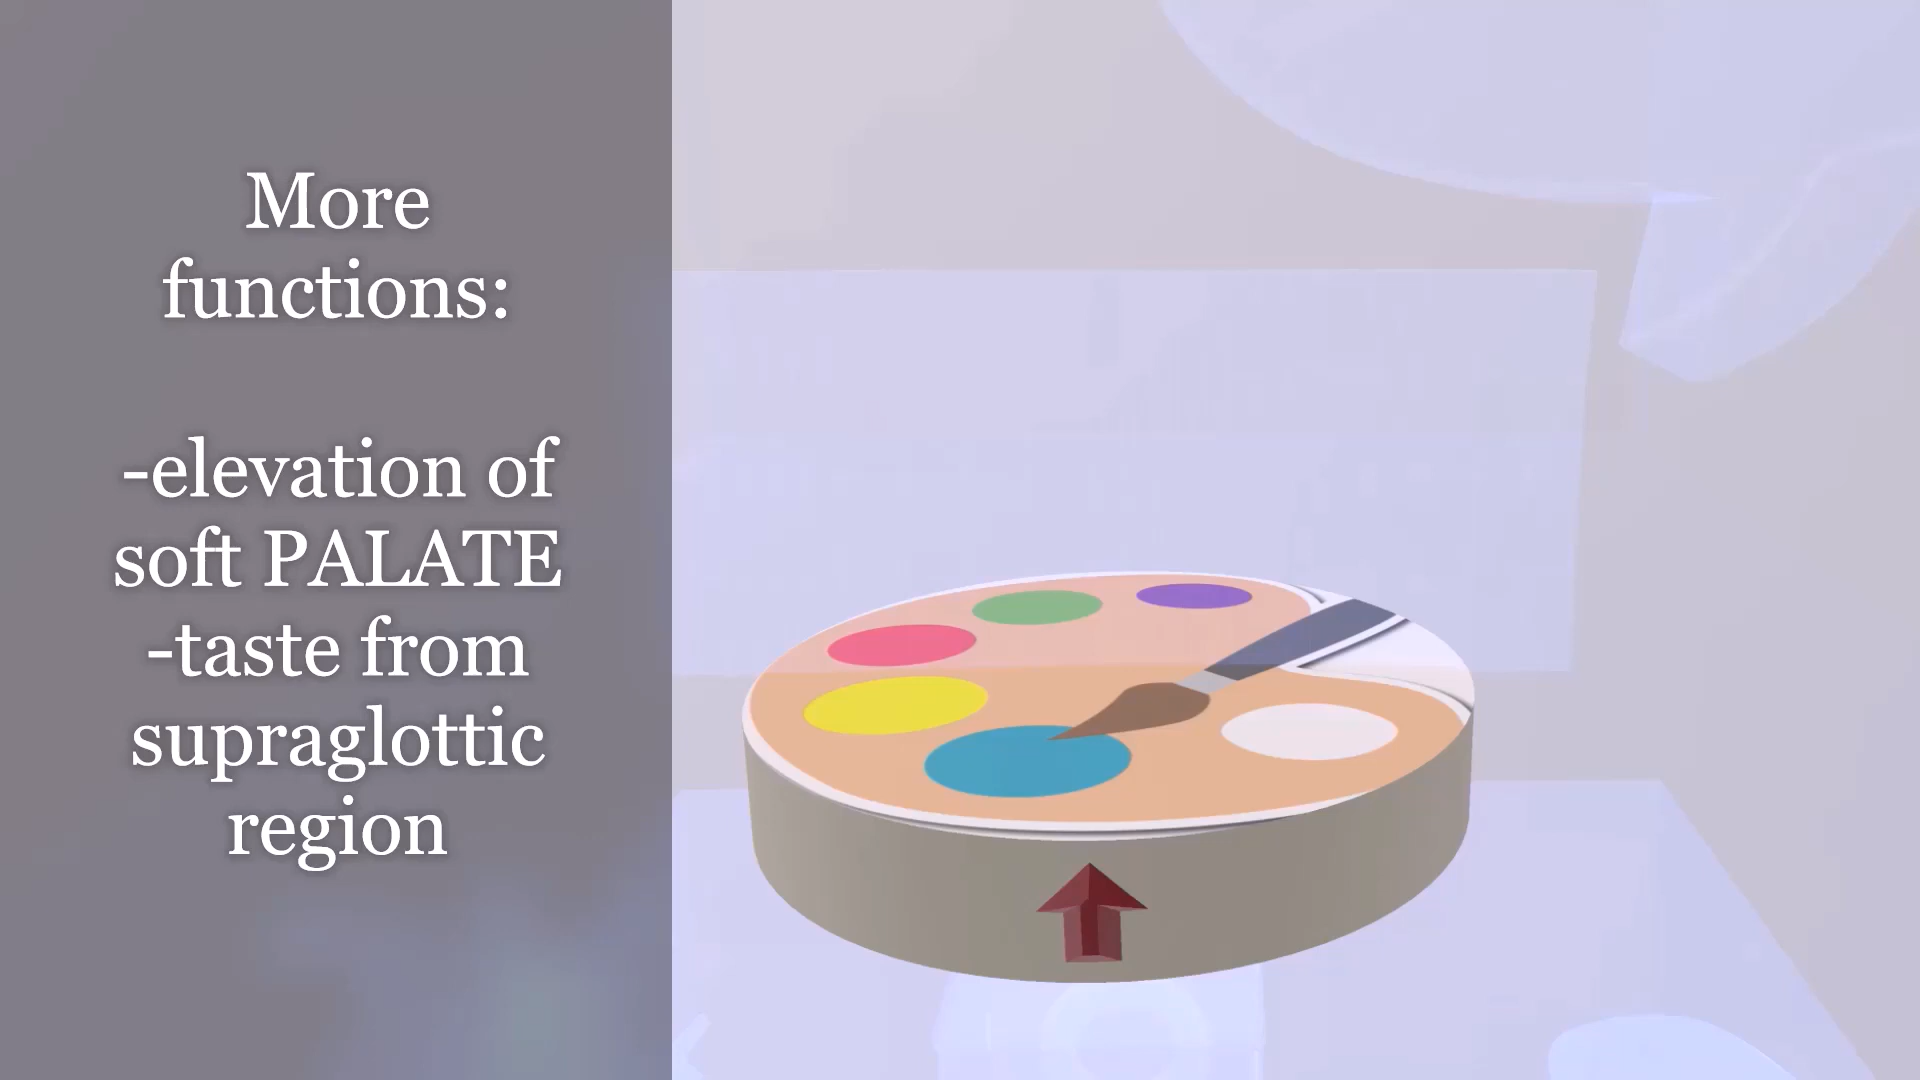 More
functions:
-elevation of
soft PALATE
-taste from
supraglottic
region